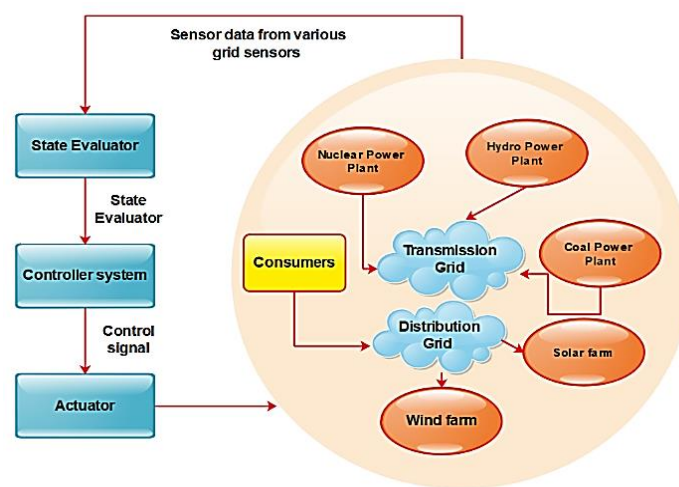 Sensor data from various
grid sensors
State Evaluator
State
Evaluator
Controller system
Control
signal
Actuator
Nuclear Power
Plant
Hydro Power
Plant
Consumers
Transmission
Grid
Coal Power
Plant
Distribution
Grid
Solar farm
Wind farm